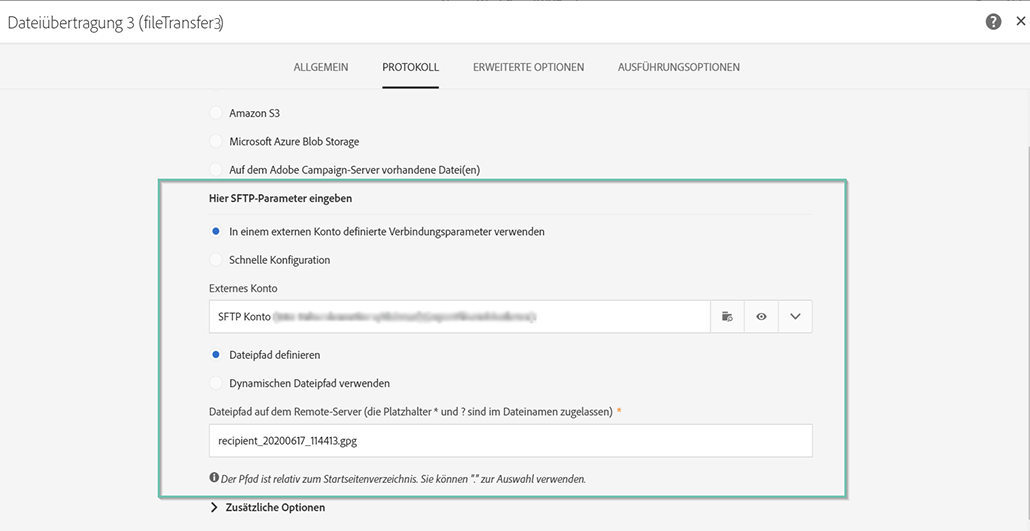 Dateiübertragung 3 (fileTransfer3)
ALLGEMEIN PROTOKOLL ERWEITERTE OPTIONEN AUSFÜHRUNGSOPTIONEN
Amazon S3
Microsoft Azure Blob Storage
Auf dem Adobe Campaign-Server vorhandene Datei(en)
Hier SFTP-Parameter eingeben
In einem externen Konto definierte Verbindungsparameter verwenden
Schnelle Konfiguration
Externes Konto
SFTP Konto
Dateipfad definieren
Dynamischen Dateipfad verwenden
Dateipfad auf dem Remote-Server (die Platzhalter * und ? sind im Dateinamen zugelassen) *
recipient_20200617_114413.gpg
Der Pfad ist relativ zum Startseitenverzeichnis. Sie können "." zur Auswahl verwenden.
Zusätzliche Optionen